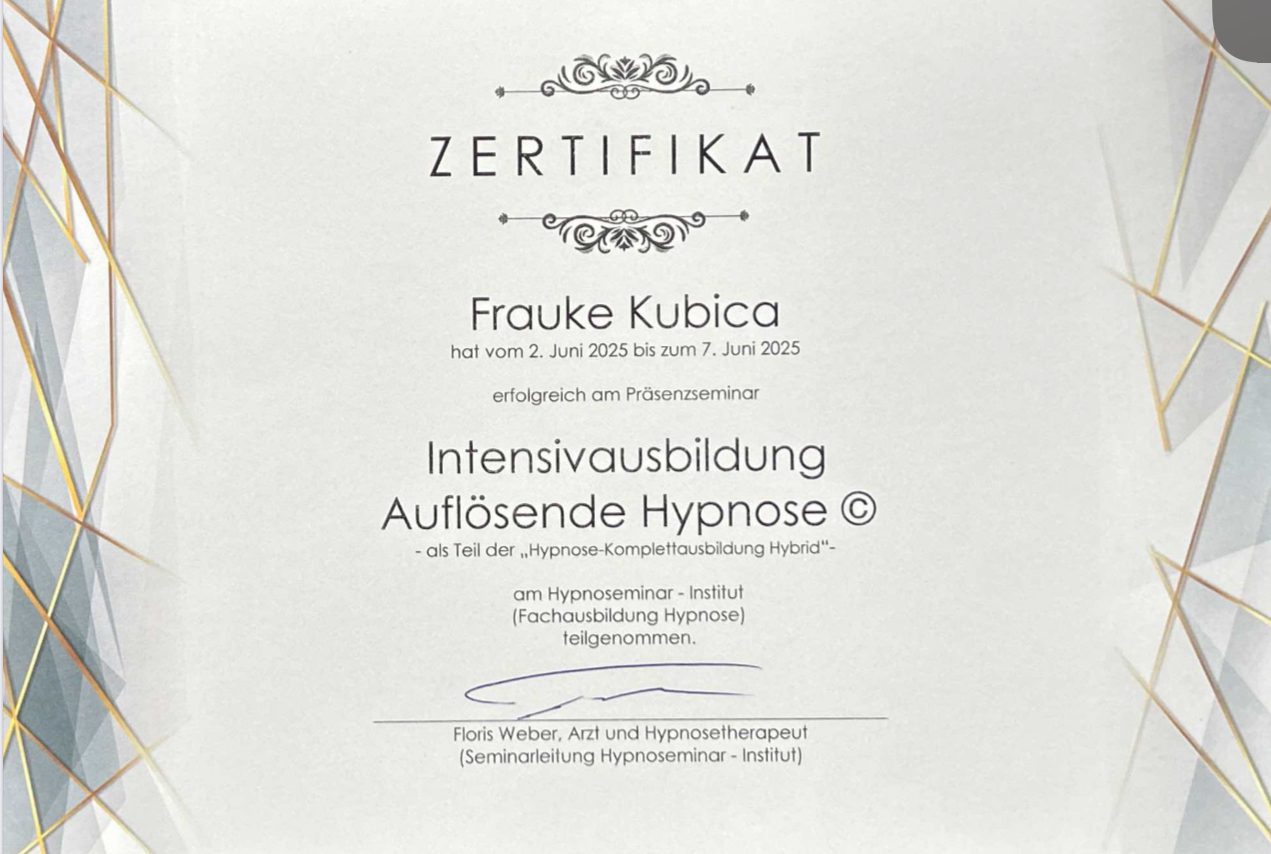 ZERTIFIKAT
Frauke Kubica
hat vom 2. Juni 2025 bis zum 7. Juni 2025
erfolgreich am Präsenzseminar
Intensivausbildung
Auflösende Hypnose ©
- als Teil der „Hypnose-Komplettausbildung Hybrid"-
am Hypnoseminar - Institut
(Fachausbildung Hypnose)
teilgenommen.
Floris Weber, Arzt und Hypnosetherapeut
(Seminarleitung Hypnoseminar - Institut)